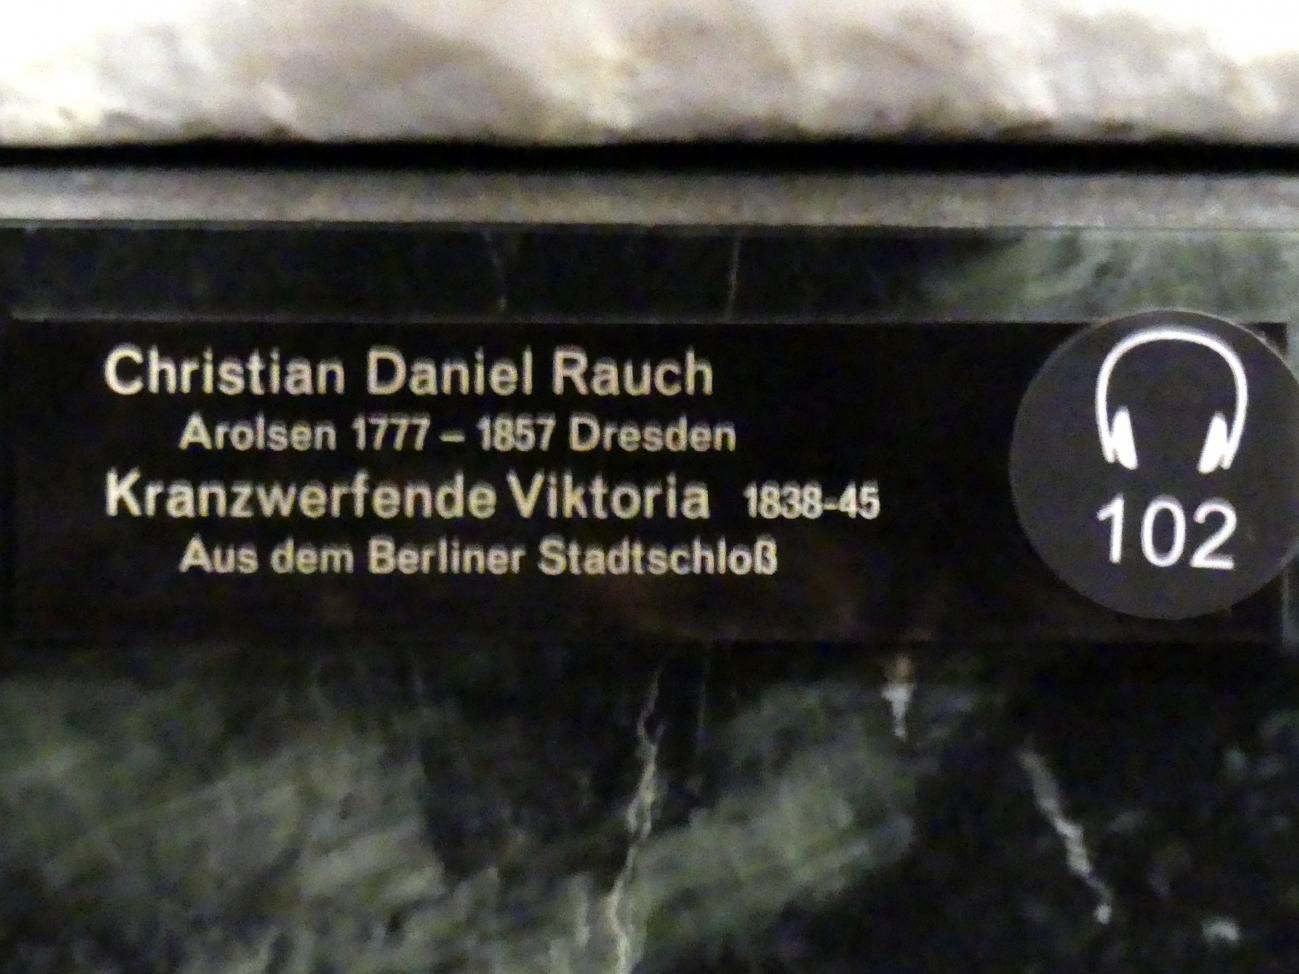 Christian Daniel Rauch
Arolsen 1777 – 1857 Dresden
Kranzwerfende Viktoria 1838-45
Aus dem Berliner Stadtschloß
102